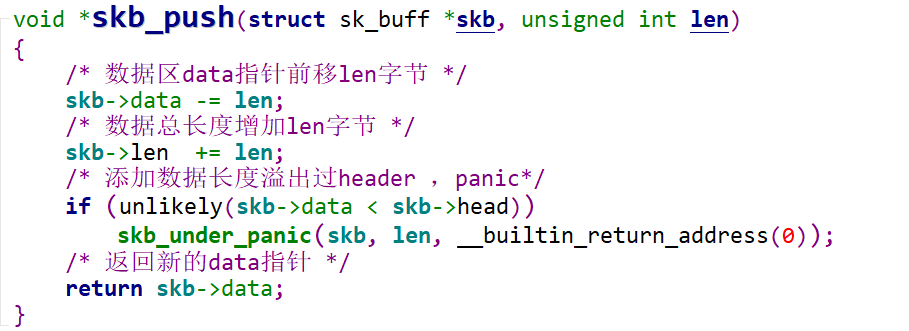 void *skb_push(struct sk_buff *skb, unsigned int len)
{
    /* 数据区data指针前移len字节 */
    skb->data -= len;
    /* 数据总长度增加len字节 */
    skb->len  += len;
    /* 添加数据长度溢出过header ，panic*/
    if (unlikely(skb->data < skb->head))
        skb_under_panic(skb, len, __builtin_return_address(0));
    /* 返回新的data指针 */
    return skb->data;
}